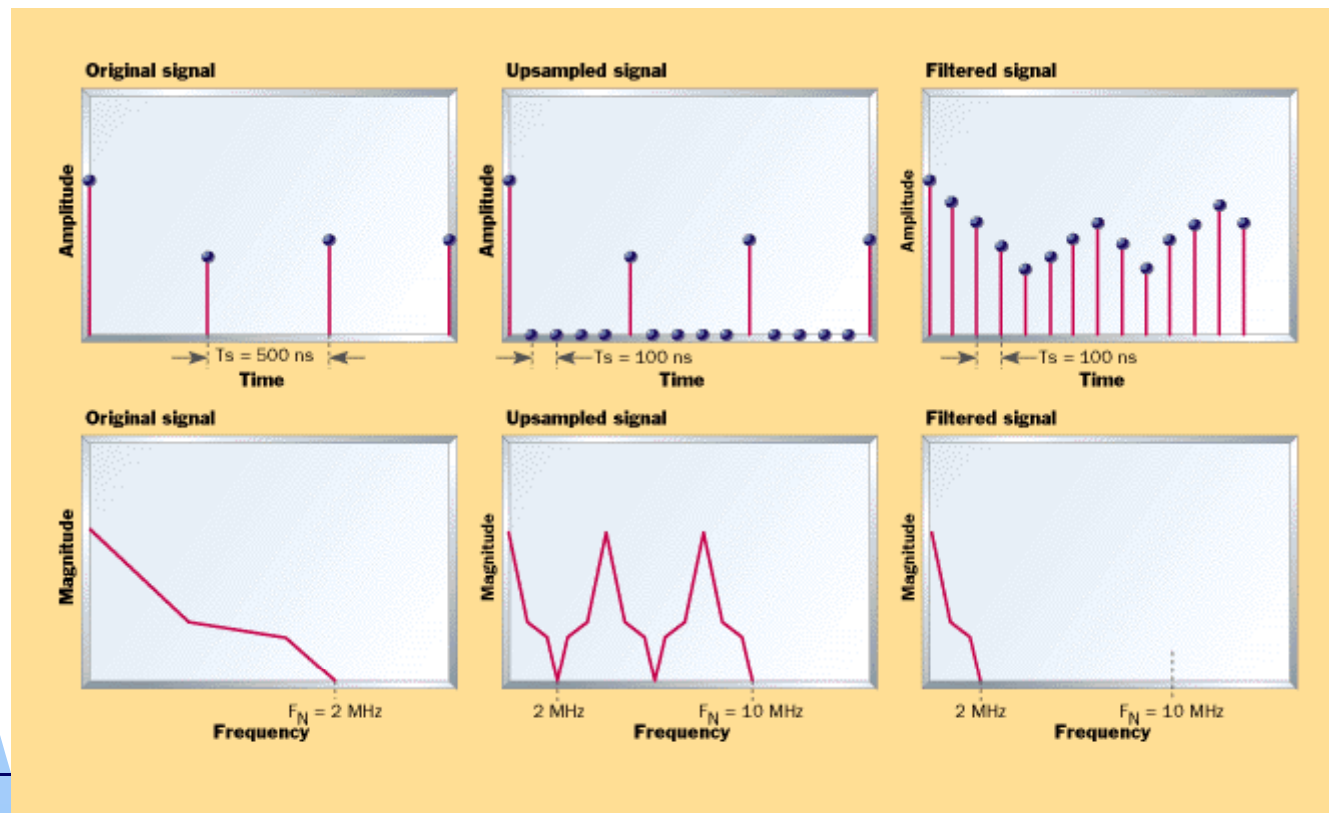 Original signal
Upsampled signal
Filtered signal
Amplitude
Amplitude
Amplitude
Ts = 500 ns
Ts = 100 ns
Ts = 100 ns
Time
Time
Time
Original signal
Upsampled signal
Filtered signal
Magnitude
Magnitude
Magnitude
FN = 2 MHz
2 MHz
FN = 10 MHz
2 MHz
FN = 10 MHz
Frequency
Frequency
Frequency